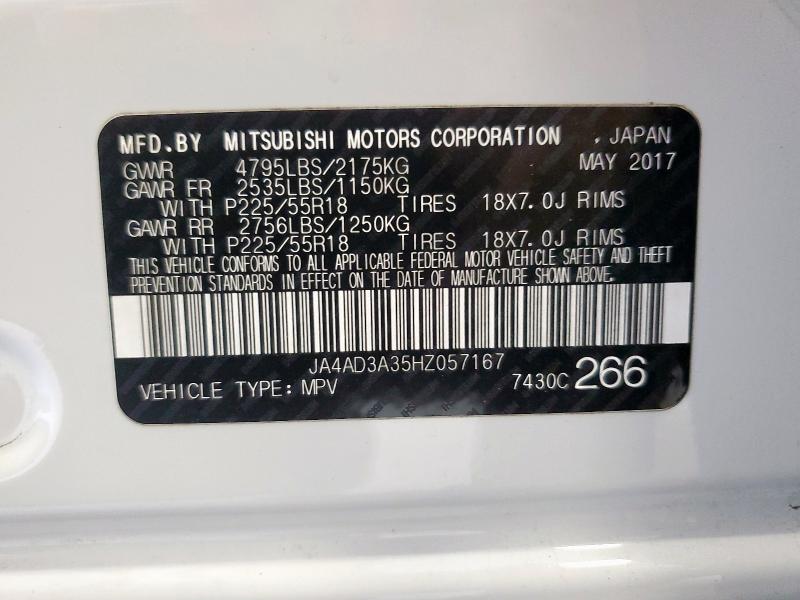 MFD.BY MITSUBISHI MOTORS CORPORATION , JAPAN
GVWR 4795LBS/2175KG MAY 2017
GAWR FR 2535LBS/1150KG
WITH P225/55R18 TIRES 18X7.0J RIMS
GAWR RR 2756LBS/1250KG
WITH P225/55R18 TIRES 18X7.0J RIMS
THIS VEHICLE CONFORMS TO ALL APPLICABLE FEDERAL MOTOR VEHICLE SAFETY AND THEFT
PREVENTION STANDARDS IN EFFECT ON THE DATE OF MANUFACTURE SHOWN ABOVE.
JA4AD3A35HZ057167
VEHICLE TYPE: MPV 7430C 266